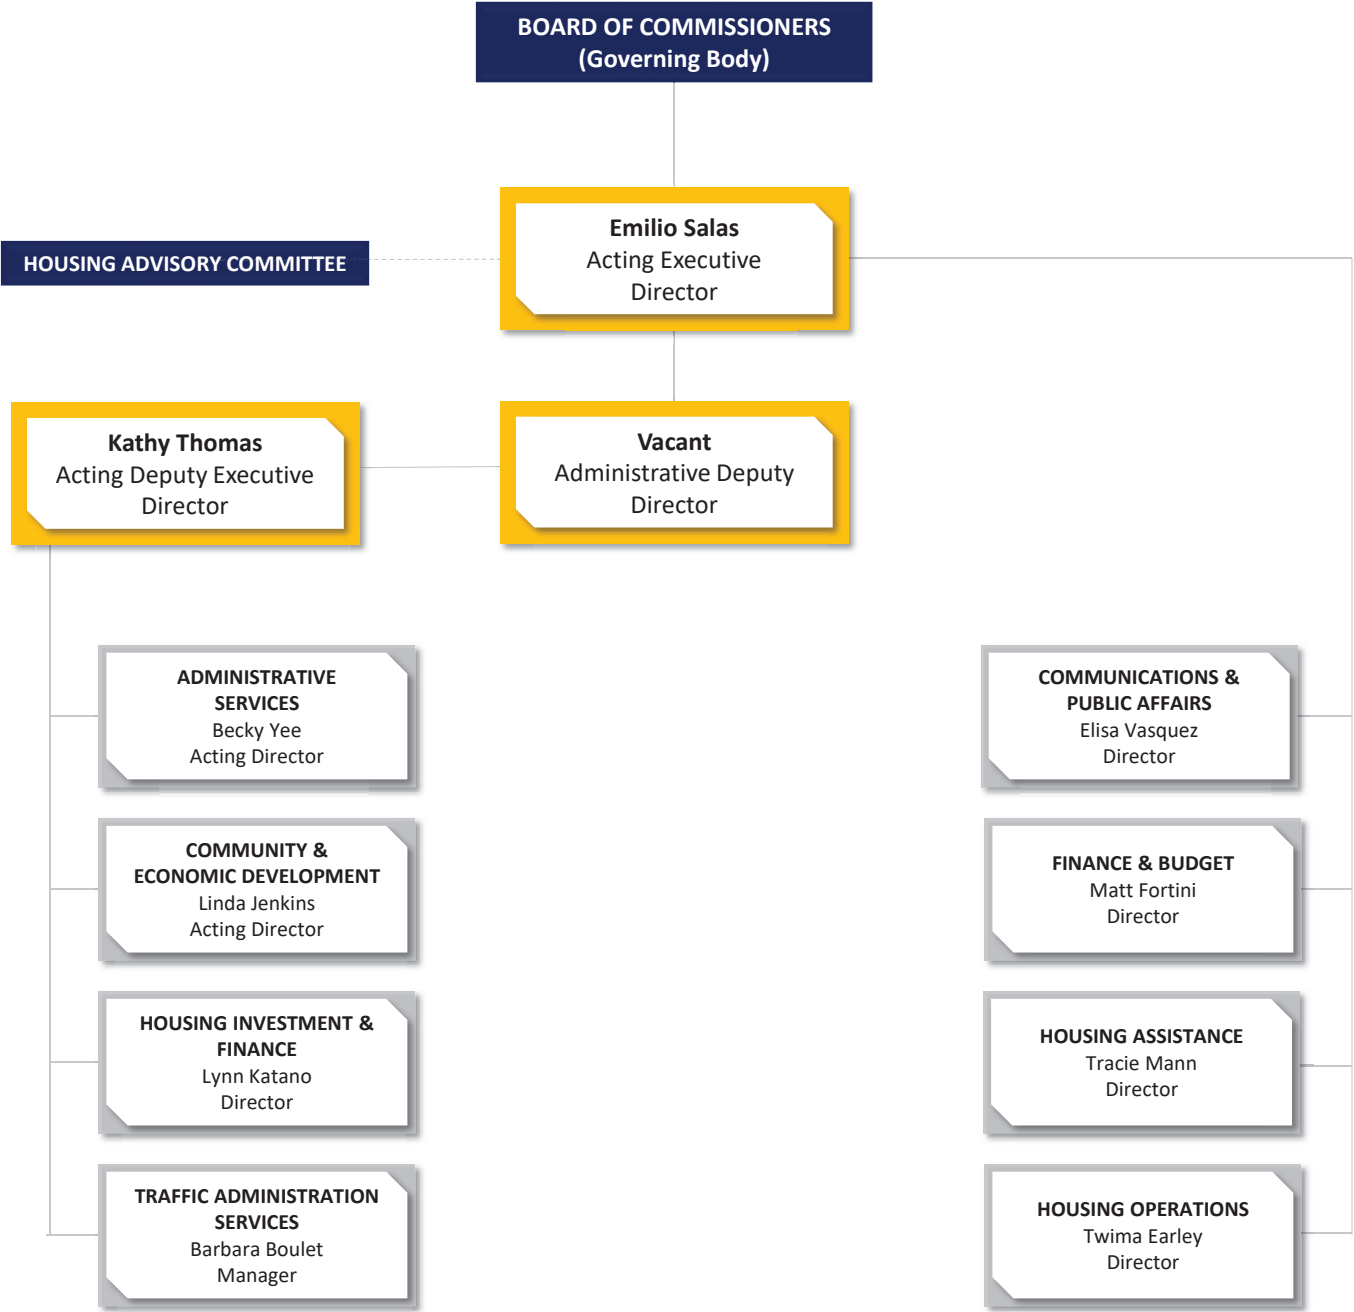 BOARD OF COMMISSIONERS
(Governing Body)
Emilio Salas
Acting Executive
Director
HOUSING ADVISORY COMMITTEE
Kathy Thomas
Acting Deputy Executive
Director
Vacant
Administrative Deputy
Director
ADMINISTRATIVE
SERVICES
Becky Yee
Acting Director
COMMUNITY &
ECONOMIC DEVELOPMENT
Linda Jenkins
Acting Director
HOUSING INVESTMENT &
FINANCE
Lynn Katano
Director
TRAFFIC ADMINISTRATION
SERVICES
Barbara Boulet
Manager
COMMUNICATIONS &
PUBLIC AFFAIRS
Elisa Vasquez
Director
FINANCE & BUDGET
Matt Fortini
Director
HOUSING ASSISTANCE
Tracie Mann
Director
HOUSING OPERATIONS
Twima Earley
Director